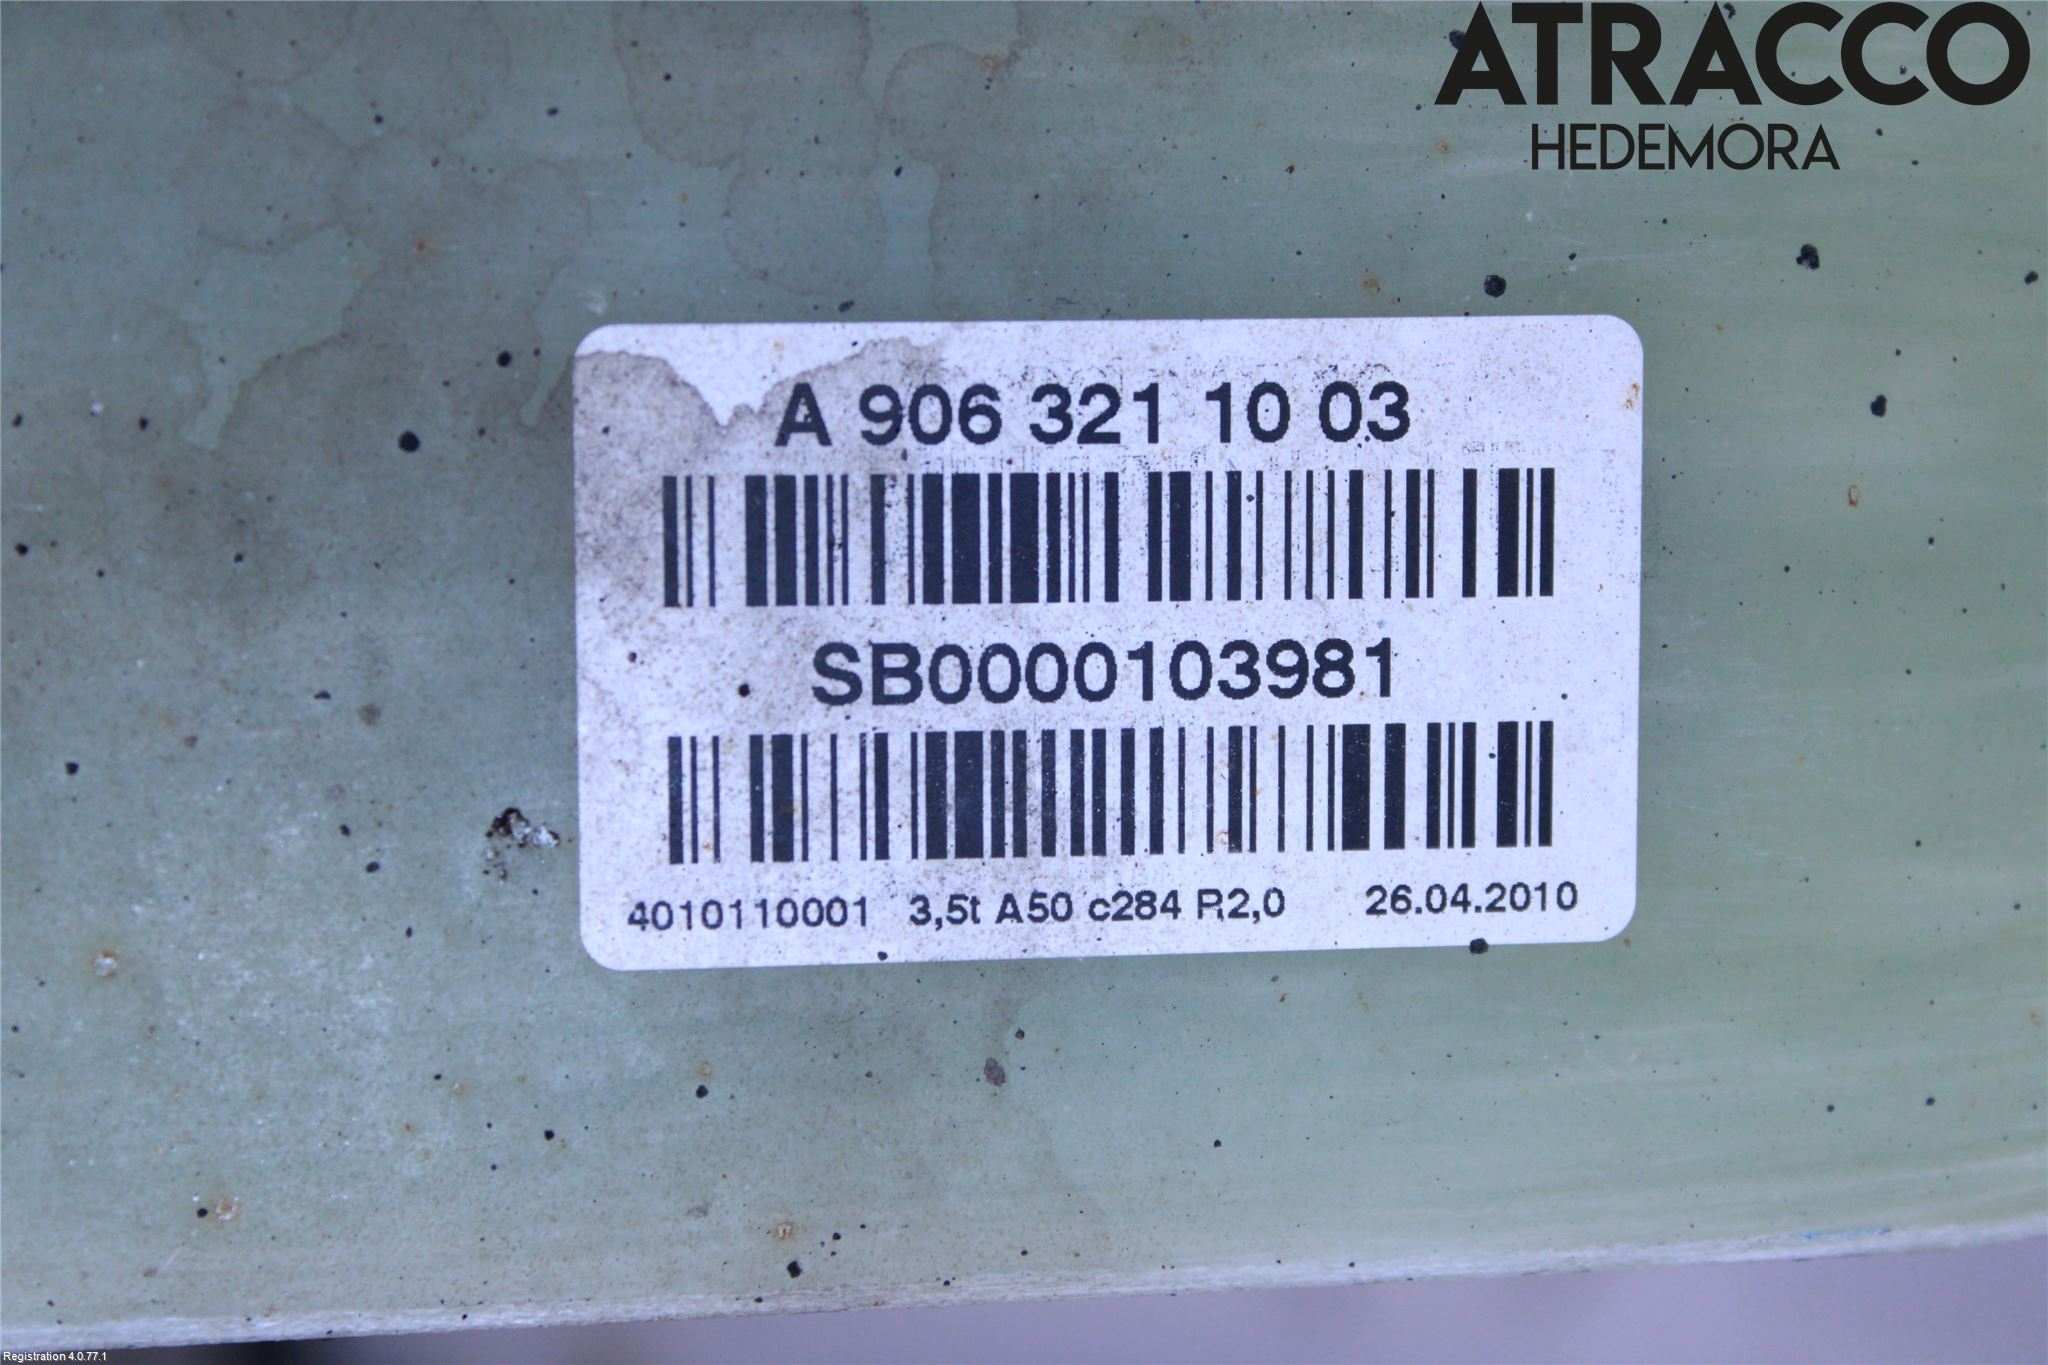 ATRACCO
HEDEMORA
A 906 321 10 03
SB0000103981
4010110001 3,5t A50 c284 R2,0 26.04.2010
Registration 4.0.77.1